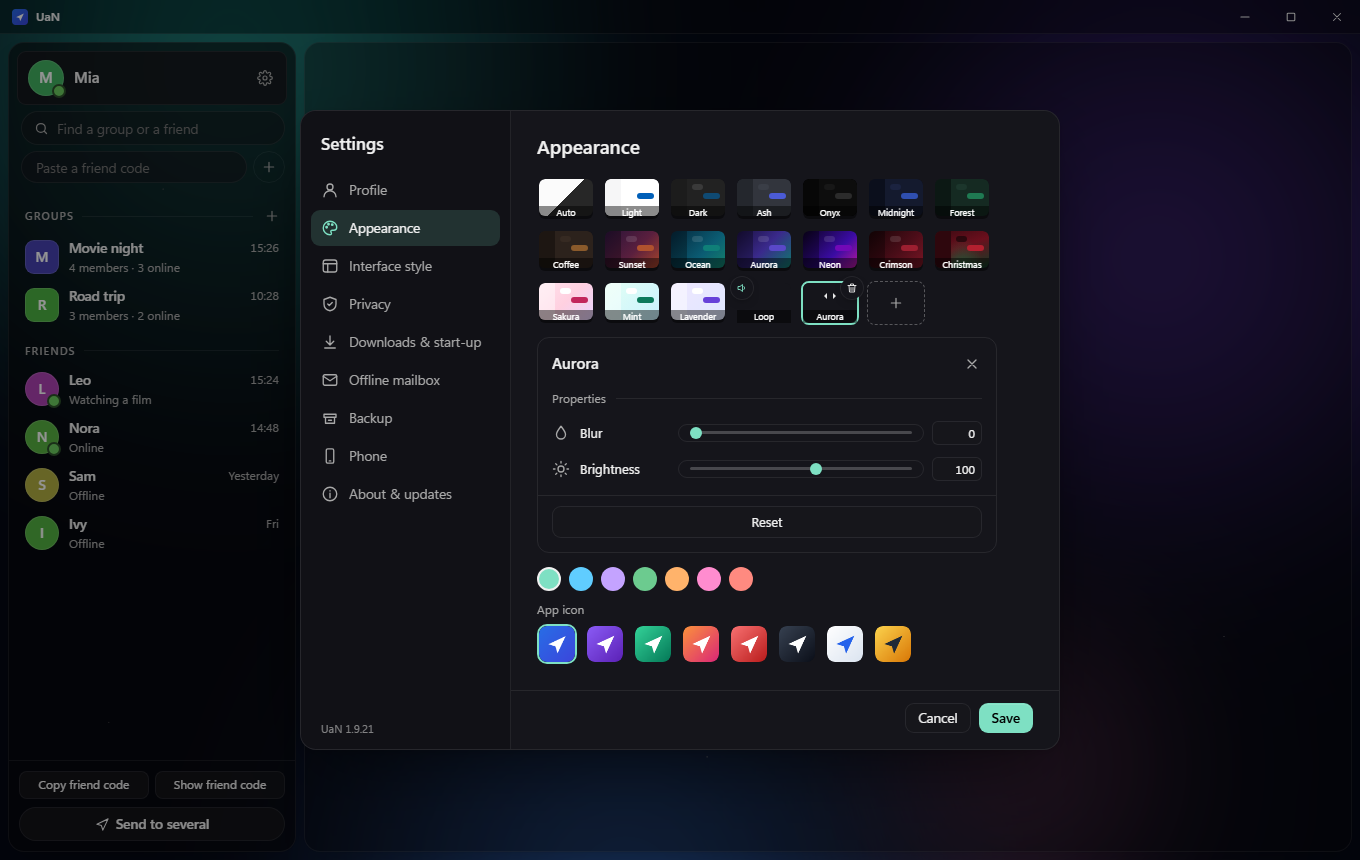 UaN
M
Mia
Find a group or a friend
Paste a friend code
GROUPS
M
Movie night
15:26
4 members · 3 online
R
Road trip
10:28
3 members · 2 online
FRIENDS
L
Leo
15:24
Watching a film
N
Nora
14:48
Online
S
Sam
Yesterday
Offline
I
Ivy
Fri
Offline
Copy friend code
Show friend code
Send to several
Settings
Profile
Appearance
Interface style
Privacy
Downloads & start-up
Offline mailbox
Backup
Phone
About & updates
UaN 1.9.21
Appearance
Auto
Light
Dark
Ash
Onyx
Midnight
Forest
Coffee
Sunset
Ocean
Aurora
Neon
Crimson
Christmas
Sakura
Mint
Lavender
Loop
Aurora
Aurora
Properties
Blur
0
Brightness
100
Reset
App icon
Cancel
Save